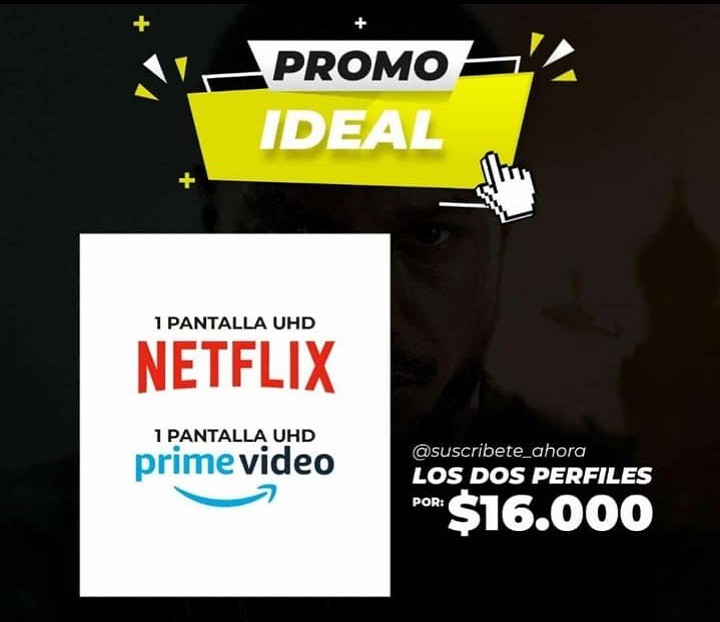 PROMO
IDEAL
1 PANTALLA UHD
NETFLIX
1 PANTALLA UHD
prime video
@suscribete_ahora
LOS DOS PERFILES
POR: $16.000